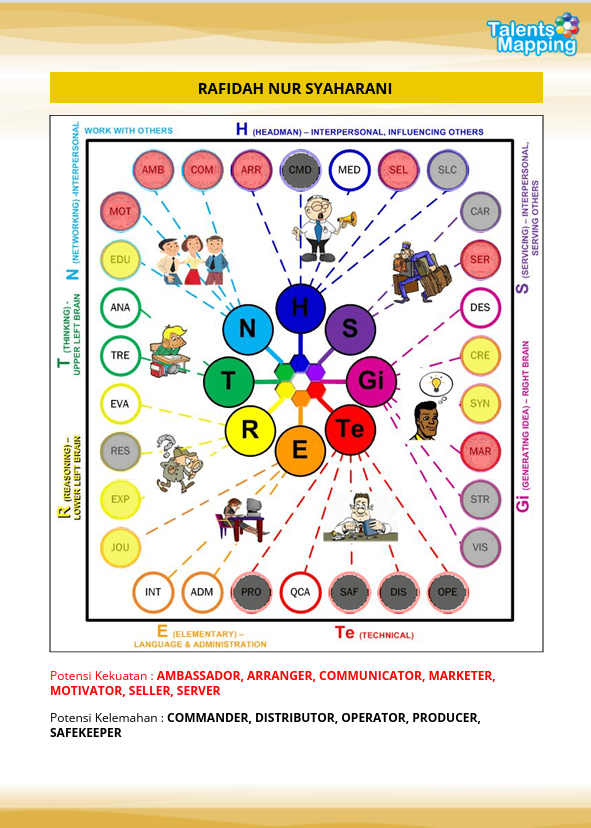 Talents
Mapping
RAFIDAH NUR SYAHARANI
WORK WITH OTHERS
H (HEADMAN) – INTERPERSONAL, INFLUENCING OTHERS
N (NETWORKING) -INTERPERSONAL
AMB COM ARR CMD MED SEL SLC
MOT CAR
EDU SER
S (SERVICING) – INTERPERSONAL,
SERVING OTHERS
ANA DES
H
N S
T (THINKING) -
UPPER LEFT BRAIN
TRE CRE
T Gi
EVA SYN
R Te
E
R (REASONING) –
LOWER LEFT BRAIN
RES MAR
Gi (GENERATING IDEA) – RIGHT BRAIN
EXP STR
JOU VIS
INT ADM PRO QCA SAF DIS OPE
E (ELEMENTARY) –
LANGUAGE & ADMINISTRATION
Te (TECHNICAL)
Potensi Kekuatan : AMBASSADOR, ARRANGER, COMMUNICATOR, MARKETER,
MOTIVATOR, SELLER, SERVER
Potensi Kelemahan : COMMANDER, DISTRIBUTOR, OPERATOR, PRODUCER,
SAFEKEEPER